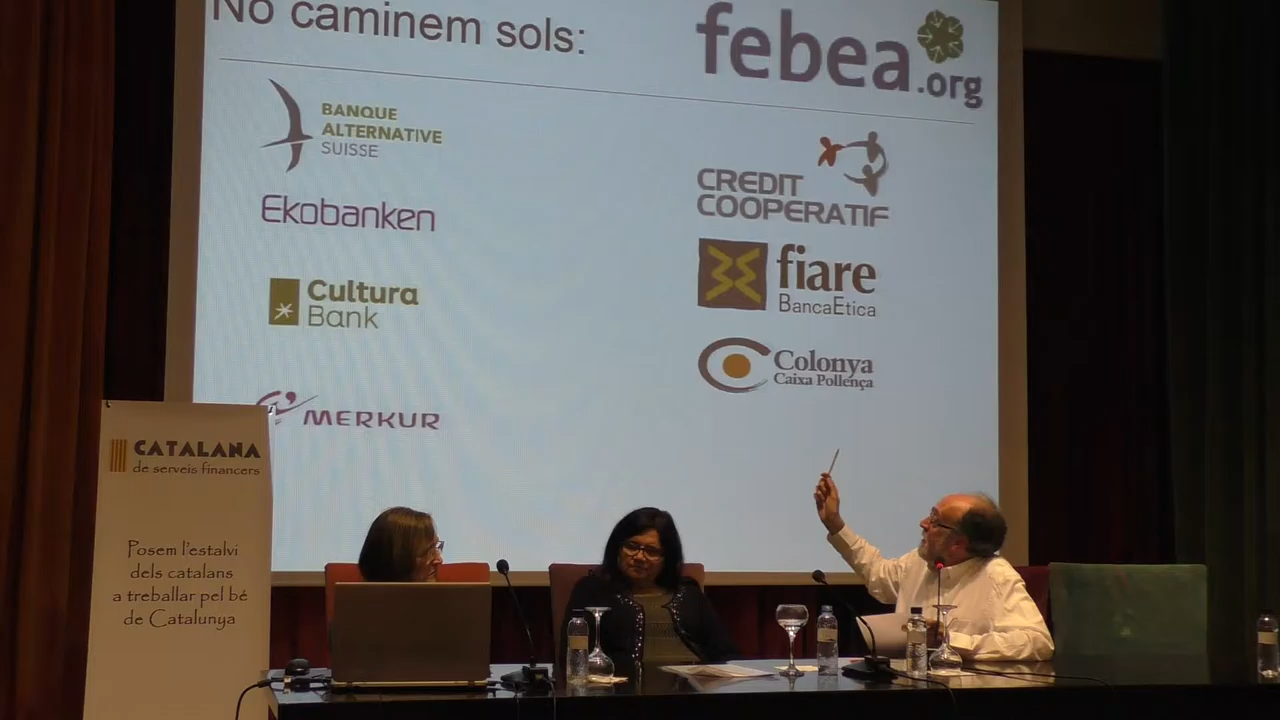 No caminem sols:
febea.org
BANQUE
ALTERNATIVE
SUISSE
Ekobanken
Cultura
Bank
MERKUR
CREDIT
COOPERATIF
fiare
BancaEtica
Colonya
Caixa Pollença
CATALANA
de serveis financers
Posem l'estalvi
dels catalans
a treballar pel bé
de Catalunya